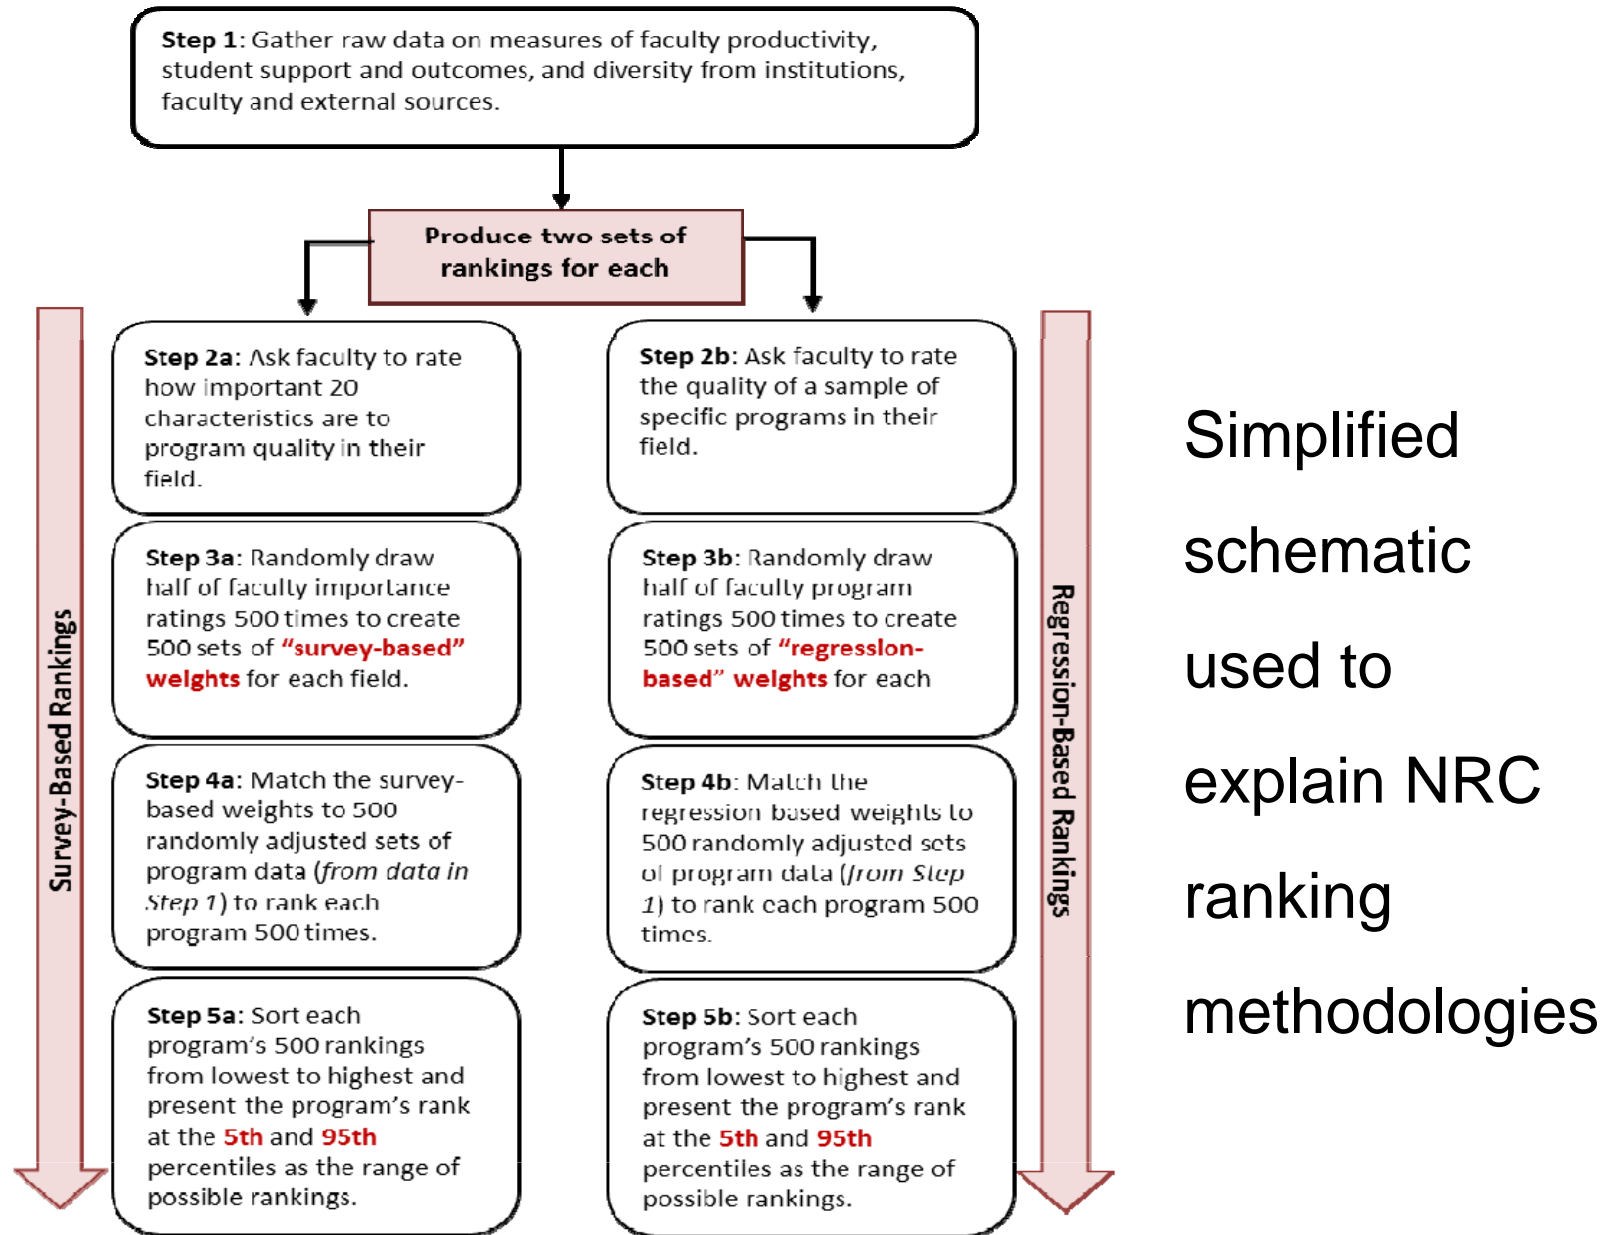 Step 1: Gather raw data on measures of faculty productivity,
student support and outcomes, and diversity from institutions,
faculty and external sources.
Produce two sets of
rankings for each
Survey-Based Rankings
Step 2a: Ask faculty to rate
how important 20
characteristics are to
program quality in their
field.
Step 3a: Randomly draw
half of faculty importance
ratings 500 times to create
500 sets of “survey-based”
weights for each field.
Step 4a: Match the survey-
based weights to 500
randomly adjusted sets of
program data (from data in
Step 1) to rank each
program 500 times.
Step 5a: Sort each
program's 500 rankings
from lowest to highest and
present the program's rank
at the 5th and 95th
percentiles as the range of
possible rankings.
Step 2b: Ask faculty to rate
the quality of a sample of
specific programs in their
field.
Step 3b: Randomly draw
half of faculty program
ratings 500 times to create
500 sets of “regression-
based” weights for each
Step 4b: Match the
regression based weights to
500 randomly adjusted sets
of program data (from Step
1) to rank each program 500
times.
Step 5b: Sort each
program's 500 rankings
from lowest to highest and
present the program's rank
at the 5th and 95th
percentiles as the range of
possible rankings.
Regression-Based Rankings
Simplified
schematic
used to
explain NRC
ranking
methodologies